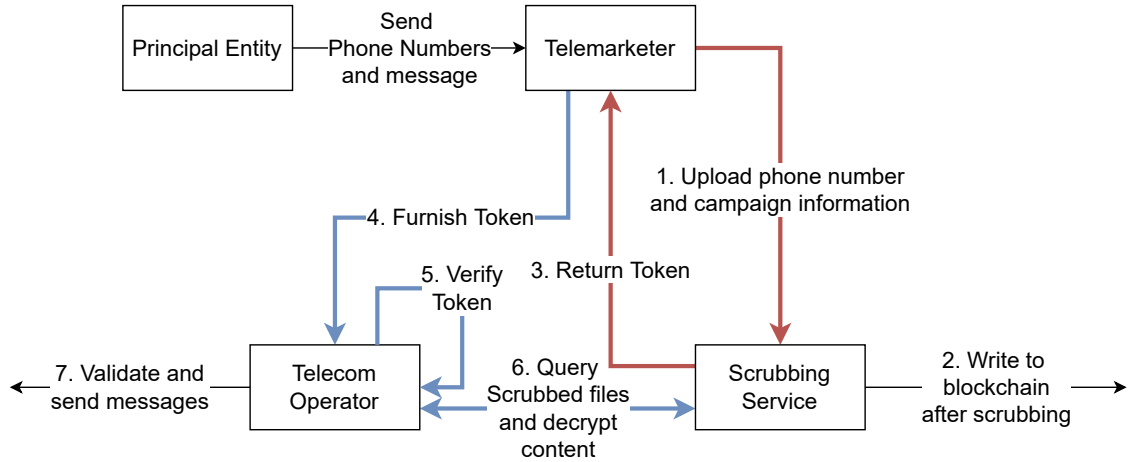 Principal Entity
Send
Phone Numbers
and message
Telemarketer
1. Upload phone number
and campaign information
4. Furnish Token
3. Return Token
5. Verify
Token
7. Validate and
send messages
Telecom
Operator
6. Query
Scrubbed files
and decrypt
content
Scrubbing
Service
2. Write to
blockchain
after scrubbing